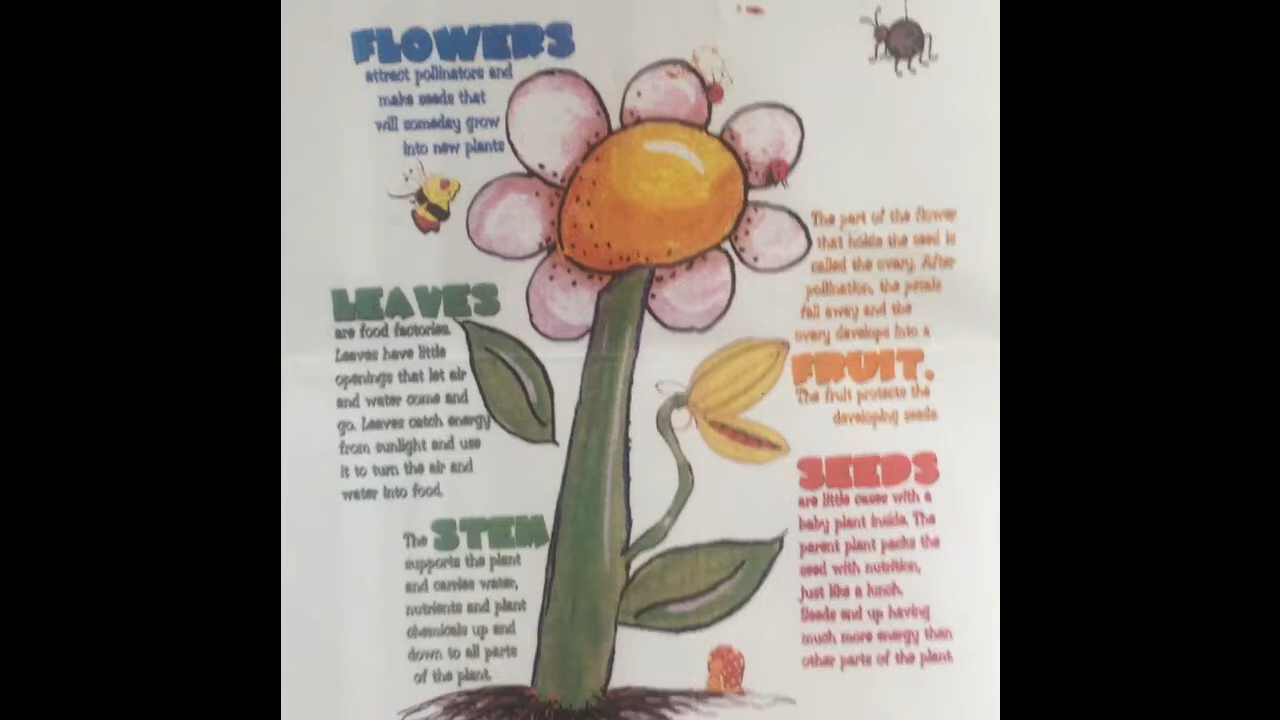 FLOWERS
attract pollinators and
make seeds that
will someday grow
into new plants
LEAVES
are food factories.
Leaves have little
openings that let air
and water come and
go. Leaves catch energy
from sunlight and use
it to turn the air and
water into food.
The STEM
supports the plant
and carries water,
nutrients and plant
chemicals up and
down to all parts
of the plant.
The part of the flower
that holds the seed is
called the ovary. After
pollination, the petals
fall away and the
ovary develops into a
FRUIT.
The fruit protects the
developing seeds
SEEDS
are little cases with a
baby plant inside. The
parent plant packs the
seed with nutrition,
just like a lunch.
Seeds end up having
much more energy than
other parts of the plant.